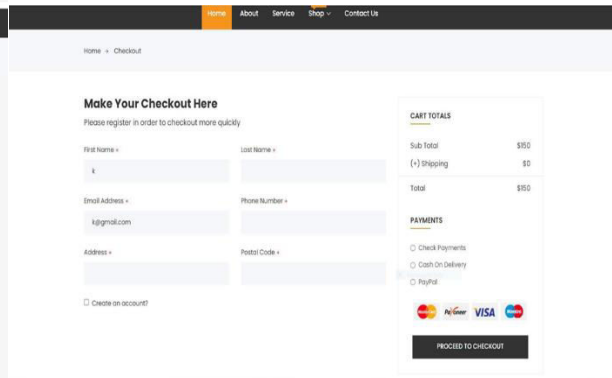 Home About Service Shop Contact Us
Home Checkout
Make Your Checkout Here
Please register in order to checkout more quickly
First Name * Last Name *
k
Email Address * Phone Number *
k@gmail.com
Address * Postal Code *
Create an account?
CART TOTALS
Sub Total $150
(+) Shipping $0
Total $150
PAYMENTS
Check Payments
Cash On Delivery
PayPal
Payoneer VISA
PROCEED TO CHECKOUT